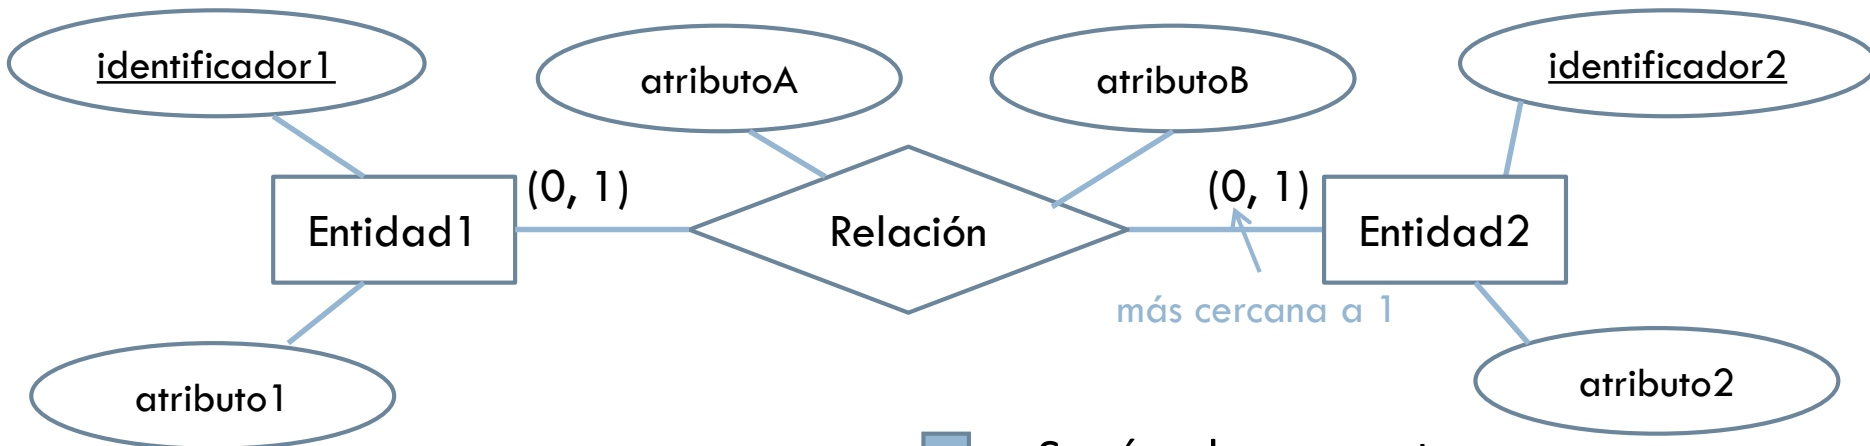 identificador1
atributoA
atributoB
identificador2
(0, 1)
(0, 1)
Entidad1
Relación
Entidad2
más cercana a 1
atributo1
atributo2